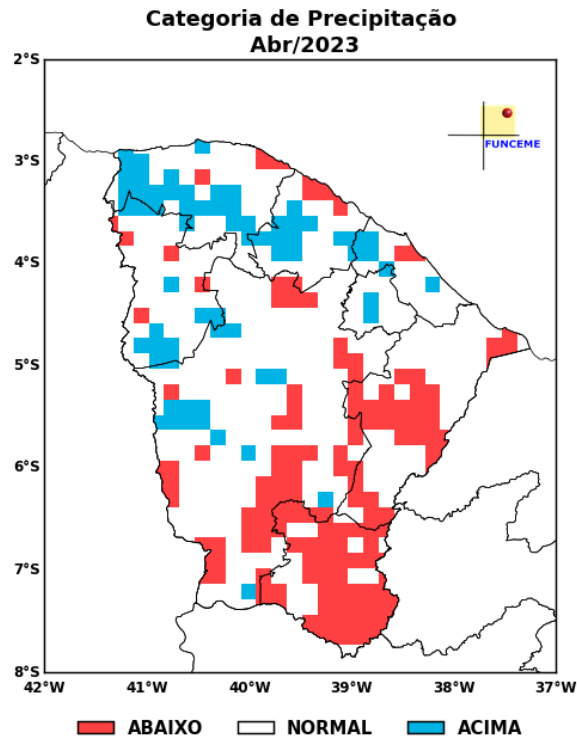 Categoria de Precipitação
Abr/2023
2°S
FUNCEME
3°S
4°S
5°S
6°S
7°S
8°S
42°W 41°W 40°W 39°W 38°W 37°W
ABAIXO NORMAL ACIMA